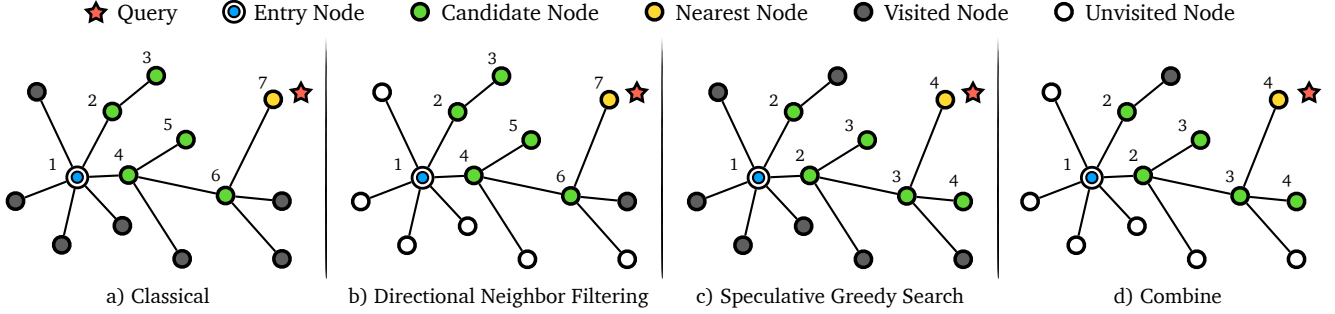 Query Entry Node Candidate Node Nearest Node Visited Node Unvisited Node
3 7 2 5 1 4 6
3 7 2 5 1 4 6
4 2 3 1 2 3 4
4 2 3 1 2 3 4
a) Classical b) Directional Neighbor Filtering c) Speculative Greedy Search d) Combine